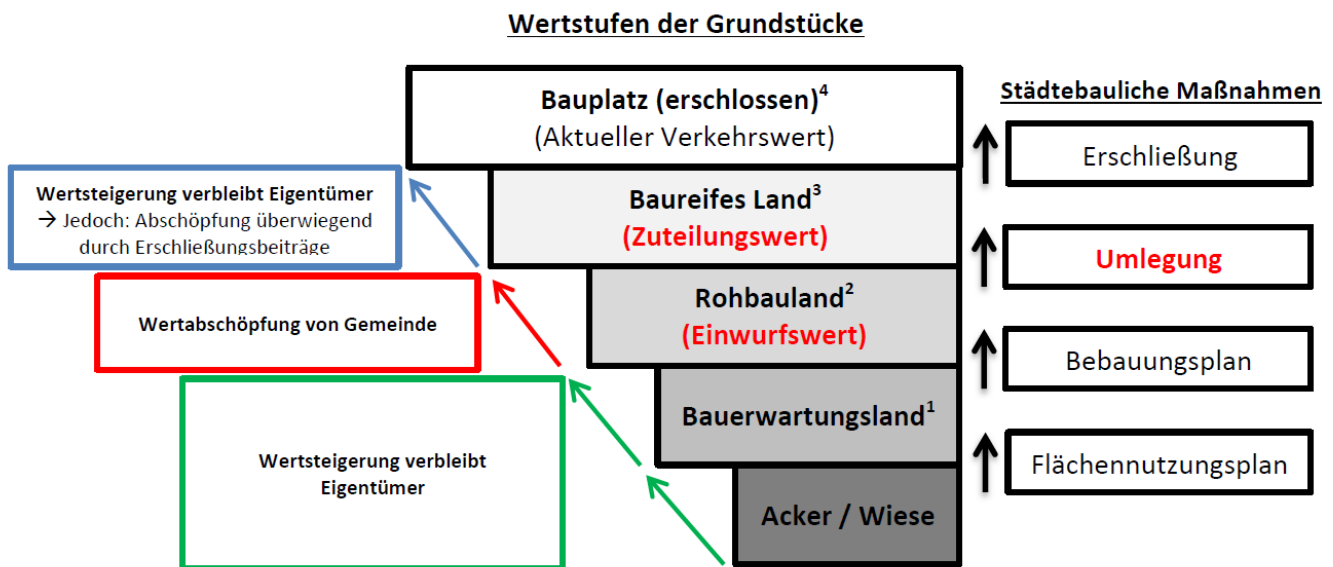 Wertstufen der Grundstücke
Bauplatz (erschlossen)⁴
(Aktueller Verkehrswert)
Baureifes Land³
(Zuteilungswert)
Rohbauland²
(Einwurfswert)
Bauerwartungsland¹
Acker / Wiese
Wertsteigerung verbleibt Eigentümer
→ Jedoch: Abschöpfung überwiegend
durch Erschließungsbeiträge
Wertabschöpfung von Gemeinde
Wertsteigerung verbleibt
Eigentümer
Städtebauliche Maßnahmen
Erschließung
Umlegung
Bebauungsplan
Flächennutzungsplan